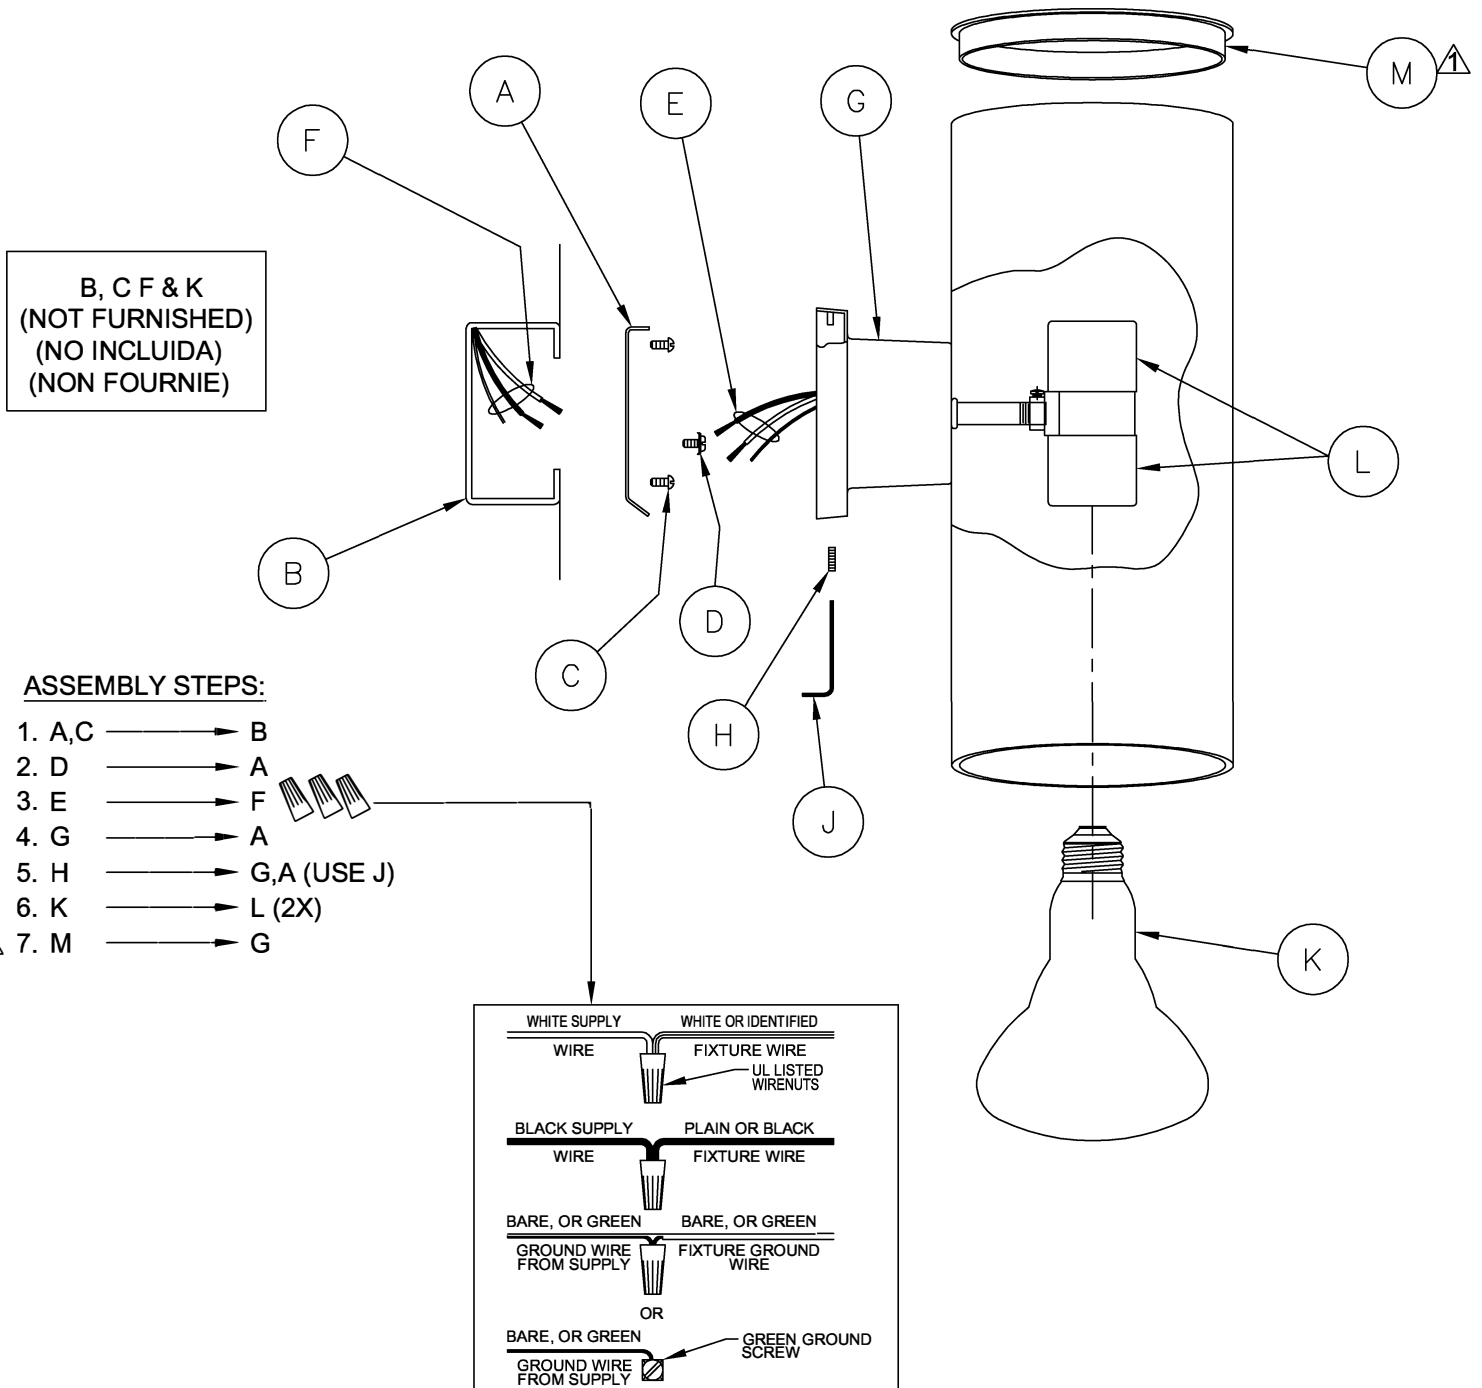 A
E
G
M 1
F
B, C F & K
(NOT FURNISHED)
(NO INCLUIDA)
(NON FOURNIE)
L
B
D
C
H
J
K
ASSEMBLY STEPS:
1. A,C B
2. D A
3. E F
4. G A
5. H G,A (USE J)
6. K L (2X)
7. M G
WHITE SUPPLY WHITE OR IDENTIFIED
WIRE FIXTURE WIRE
UL LISTED
WIRENUTS
BLACK SUPPLY PLAIN OR BLACK
WIRE FIXTURE WIRE
BARE, OR GREEN BARE, OR GREEN
GROUND WIRE FIXTURE GROUND
FROM SUPPLY WIRE
OR
BARE, OR GREEN GREEN GROUND
SCREW
GROUND WIRE
FROM SUPPLY